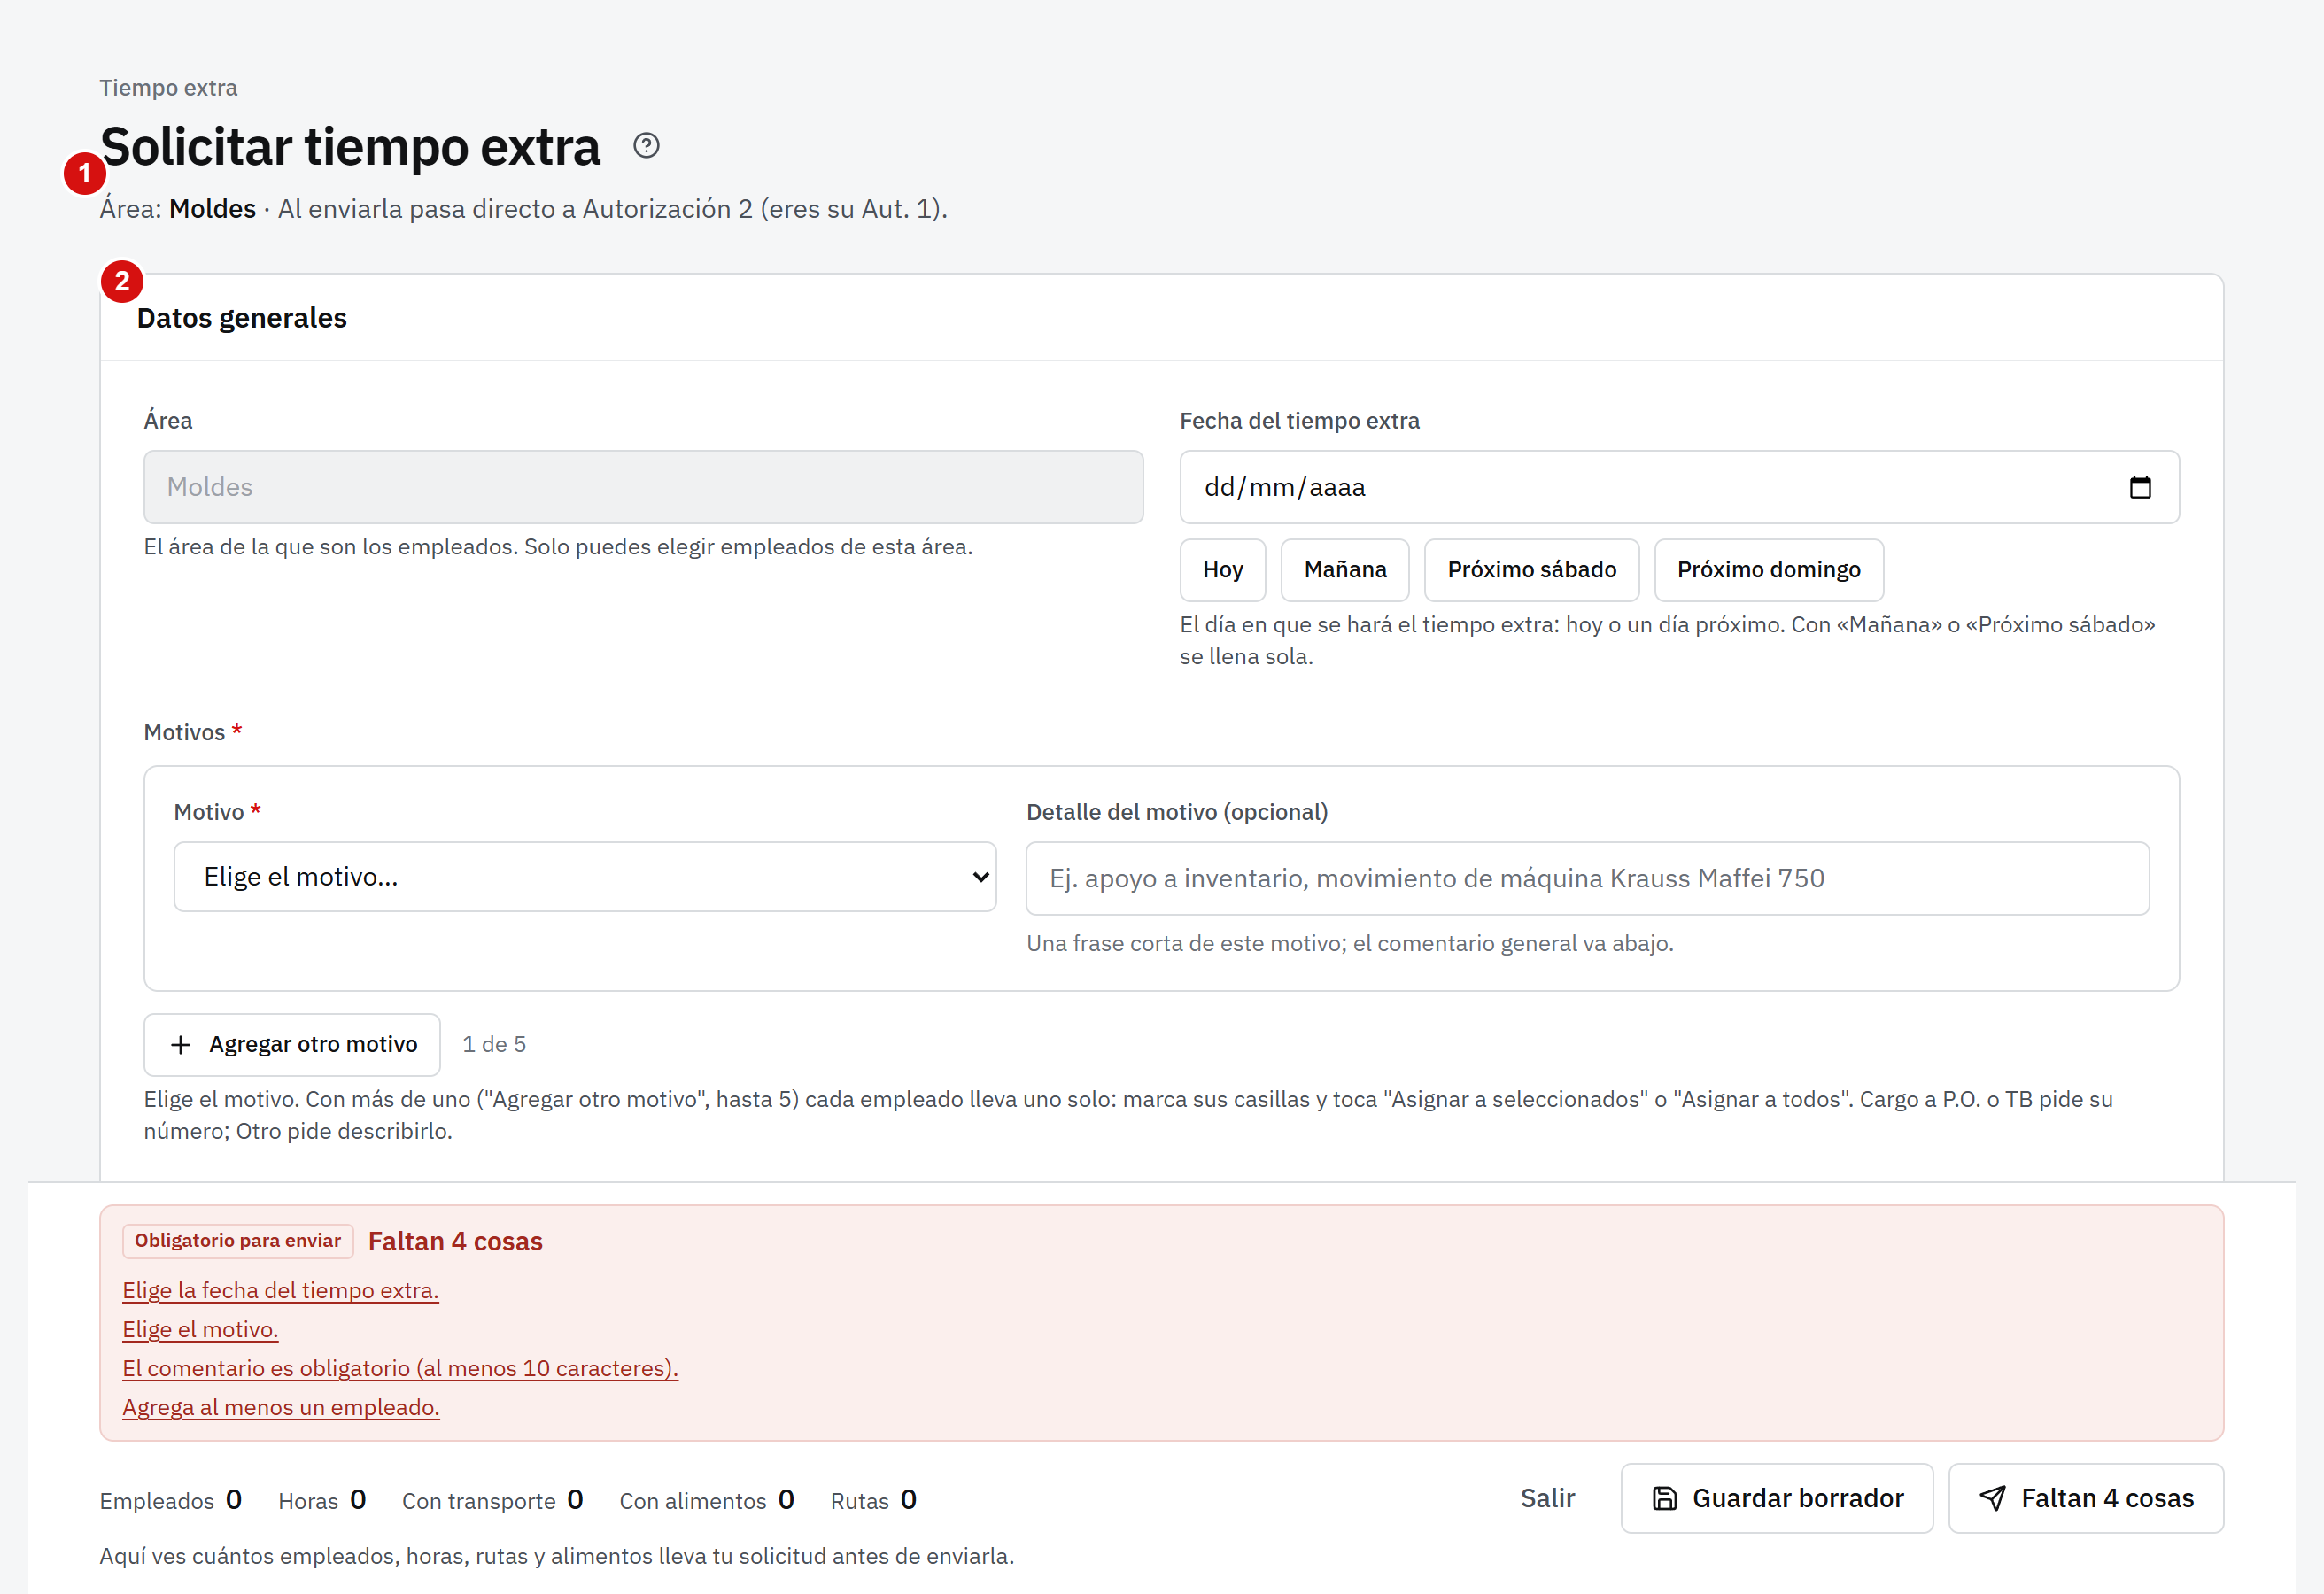 Tiempo extra
Solicitar tiempo extra
1
Área: Moldes · Al enviarla pasa directo a Autorización 2 (eres su Aut. 1).
2
Datos generales
Área
Fecha del tiempo extra
Moldes
dd/mm/aaaa
El área de la que son los empleados. Solo puedes elegir empleados de esta área.
Hoy
Mañana
Próximo sábado
Próximo domingo
El día en que se hará el tiempo extra: hoy o un día próximo. Con «Mañana» o «Próximo sábado»
se llena sola.
Motivos *
Motivo *
Detalle del motivo (opcional)
Elige el motivo...
Ej. apoyo a inventario, movimiento de máquina Krauss Maffei 750
Una frase corta de este motivo; el comentario general va abajo.
Agregar otro motivo
1 de 5
Elige el motivo. Con más de uno ("Agregar otro motivo", hasta 5) cada empleado lleva uno solo: marca sus casillas y toca "Asignar a seleccionados" o "Asignar a todos". Cargo a P.O. o TB pide su
número; Otro pide describirlo.
Obligatorio para enviar
Faltan 4 cosas
Elige la fecha del tiempo extra.
Elige el motivo.
El comentario es obligatorio (al menos 10 caracteres).
Agrega al menos un empleado.
Empleados 0
Horas 0
Con transporte 0
Con alimentos 0
Rutas 0
Salir
Guardar borrador
Faltan 4 cosas
Aquí ves cuántos empleados, horas, rutas y alimentos lleva tu solicitud antes de enviarla.